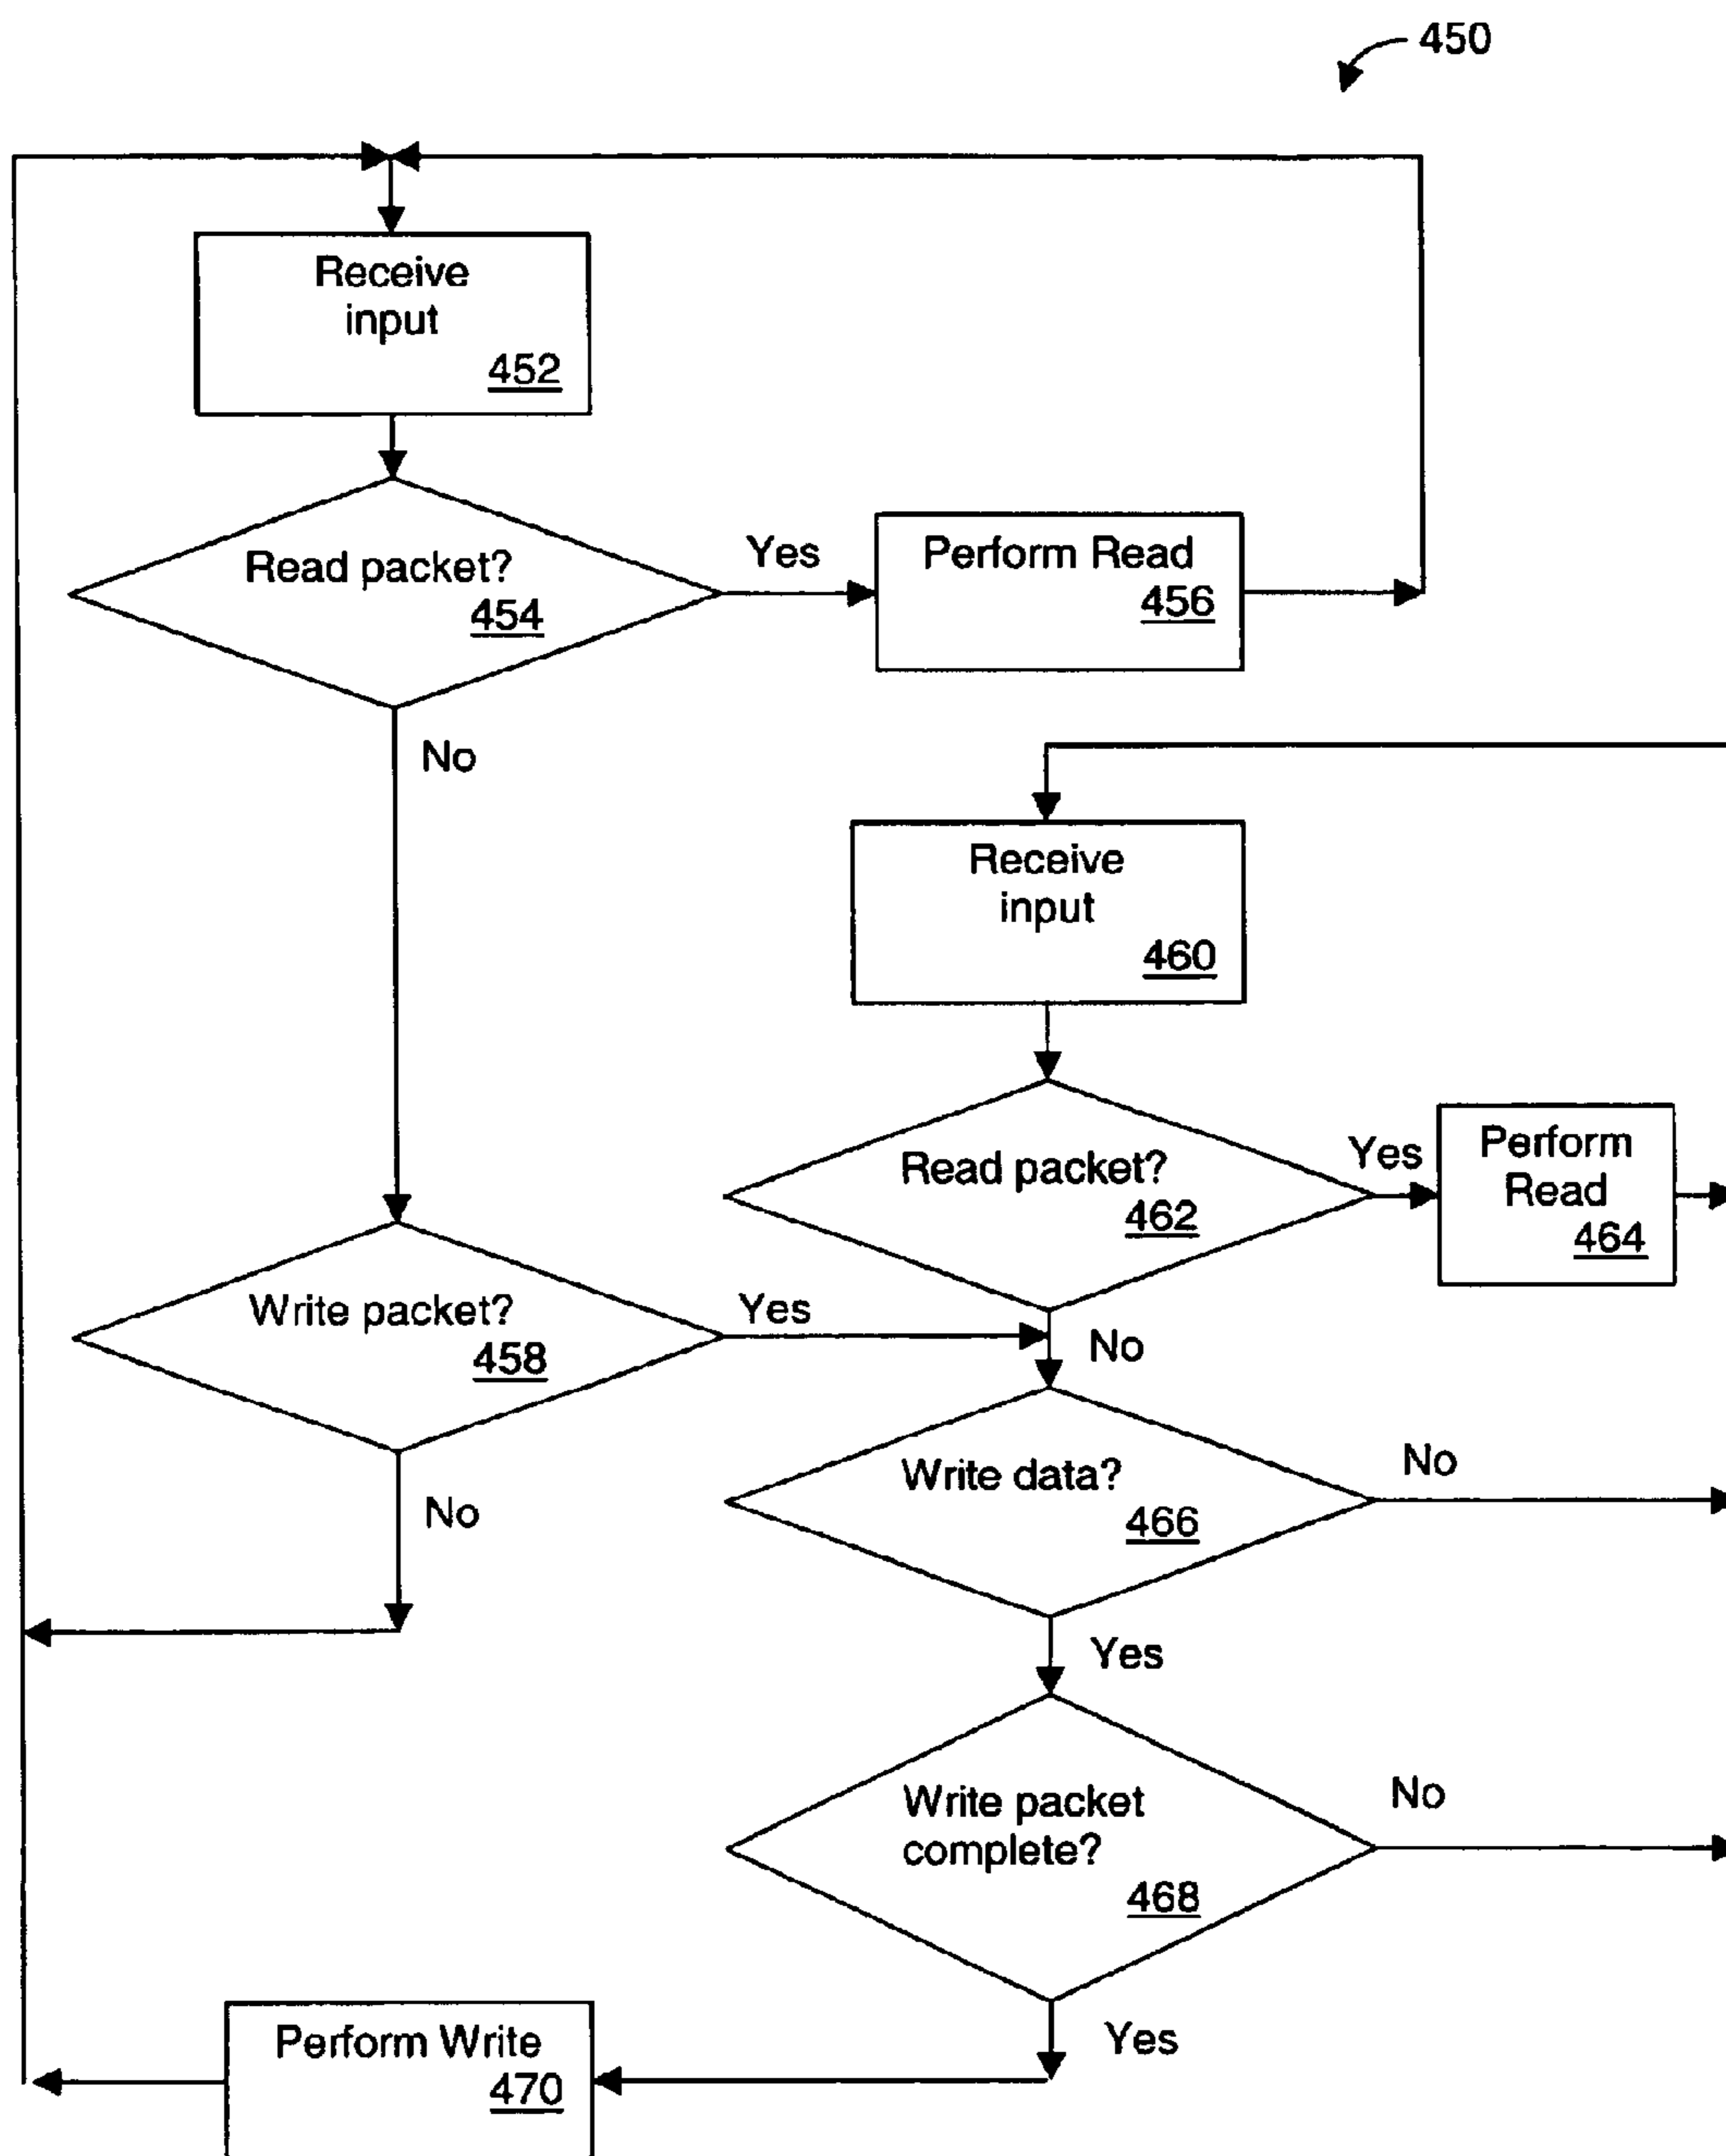 450
Receive
input
452
Read packet?
454
Yes
Perform Read
456
No
Receive
input
460
Read packet?
462
Yes
Perform
Read
464
Write packet?
458
Yes
No
Write data?
466
No
No
Yes
Write packet
complete?
468
No
Yes
Perform Write
470